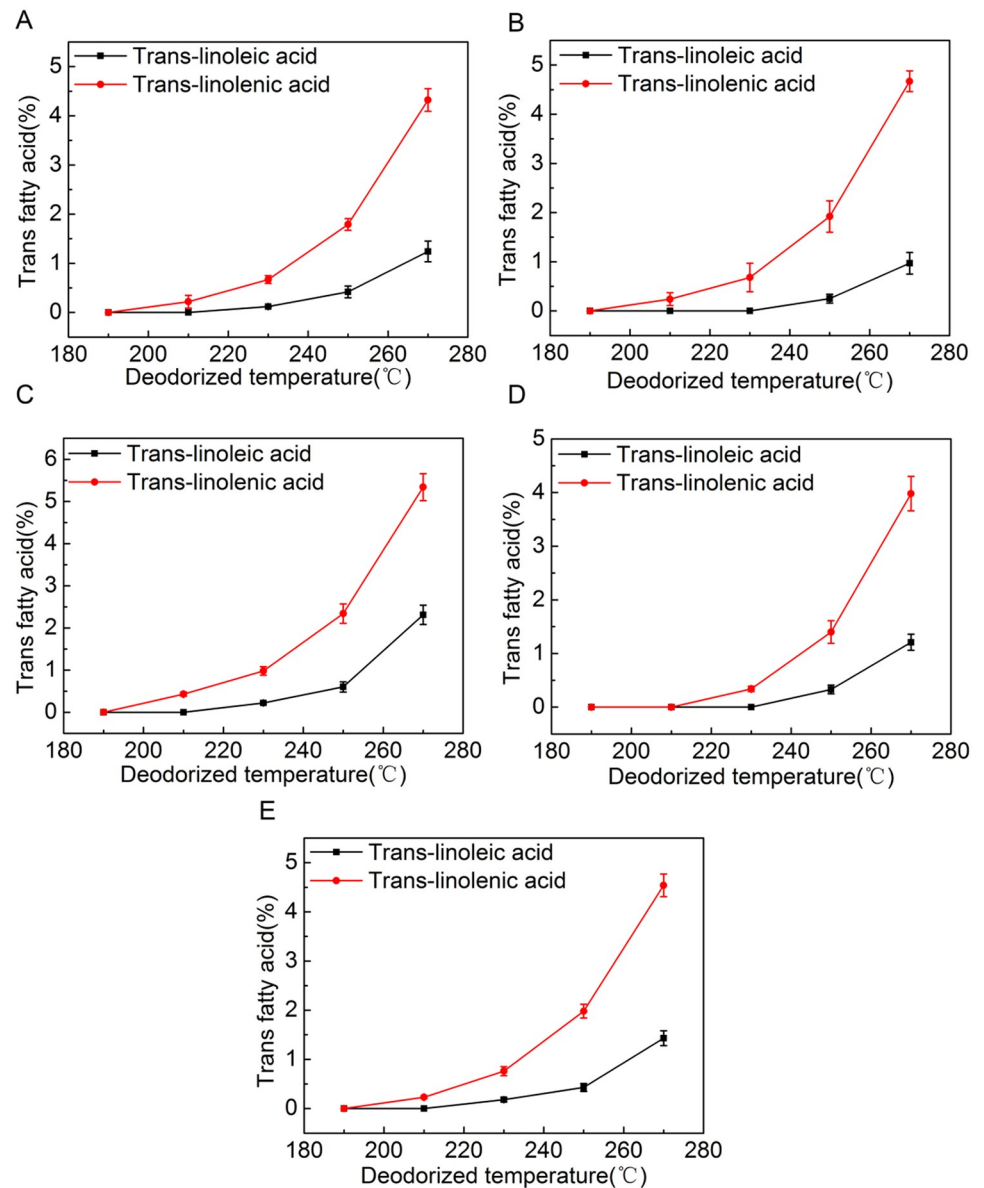 A
Trans-linoleic acid
Trans-linolenic acid
Trans fatty acid(%)
5
4
3
2
1
0
180 200 220 240 260 280
Deodorized temperature(℃)
B
Trans-linoleic acid
Trans-linolenic acid
Trans fatty acid(%)
5
4
3
2
1
0
180 200 220 240 260 280
Deodorized temperature(℃)
C
Trans-linoleic acid
Trans-linolenic acid
Trans fatty acid(%)
6
5
4
3
2
1
0
180 200 220 240 260 280
Deodorized temperature(℃)
D
Trans-linoleic acid
Trans-linolenic acid
Trans fatty acid(%)
5
4
3
2
1
0
180 200 220 240 260 280
Deodorized temperature(℃)
E
Trans-linoleic acid
Trans-linolenic acid
Trans fatty acid(%)
5
4
3
2
1
0
180 200 220 240 260 280
Deodorized temperature(℃)